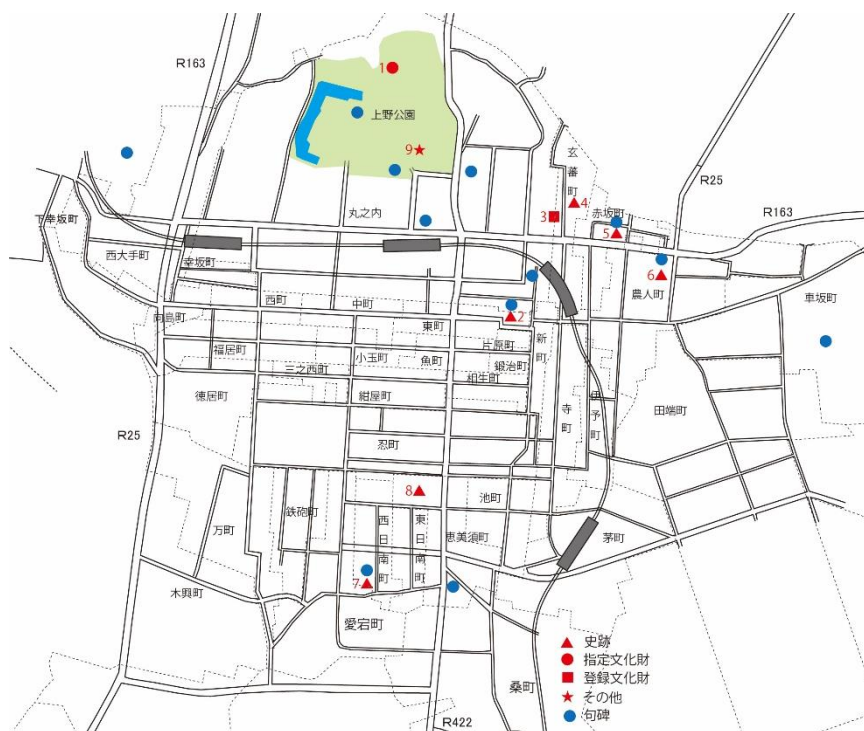 R163
1
上野公園
9
玄蕃町
4
3
赤坂町
5
R25
R163
丸之内
下幸坂町
西大手町
幸坂町
6
農人町
車坂町
西町
中町
2
向島町
東町
片原町
新町
福居町
小玉町
魚町
鍛治町
三之西町
相生町
徳居町
紺屋町
寺町
伊予町
田端町
R25
忍町
8
池町
鉄砲町
万町
西日南町
東日南町
恵美須町
茅町
7
木興町
愛宕町
桑町
R422
史跡
指定文化財
登録文化財
その他
句碑